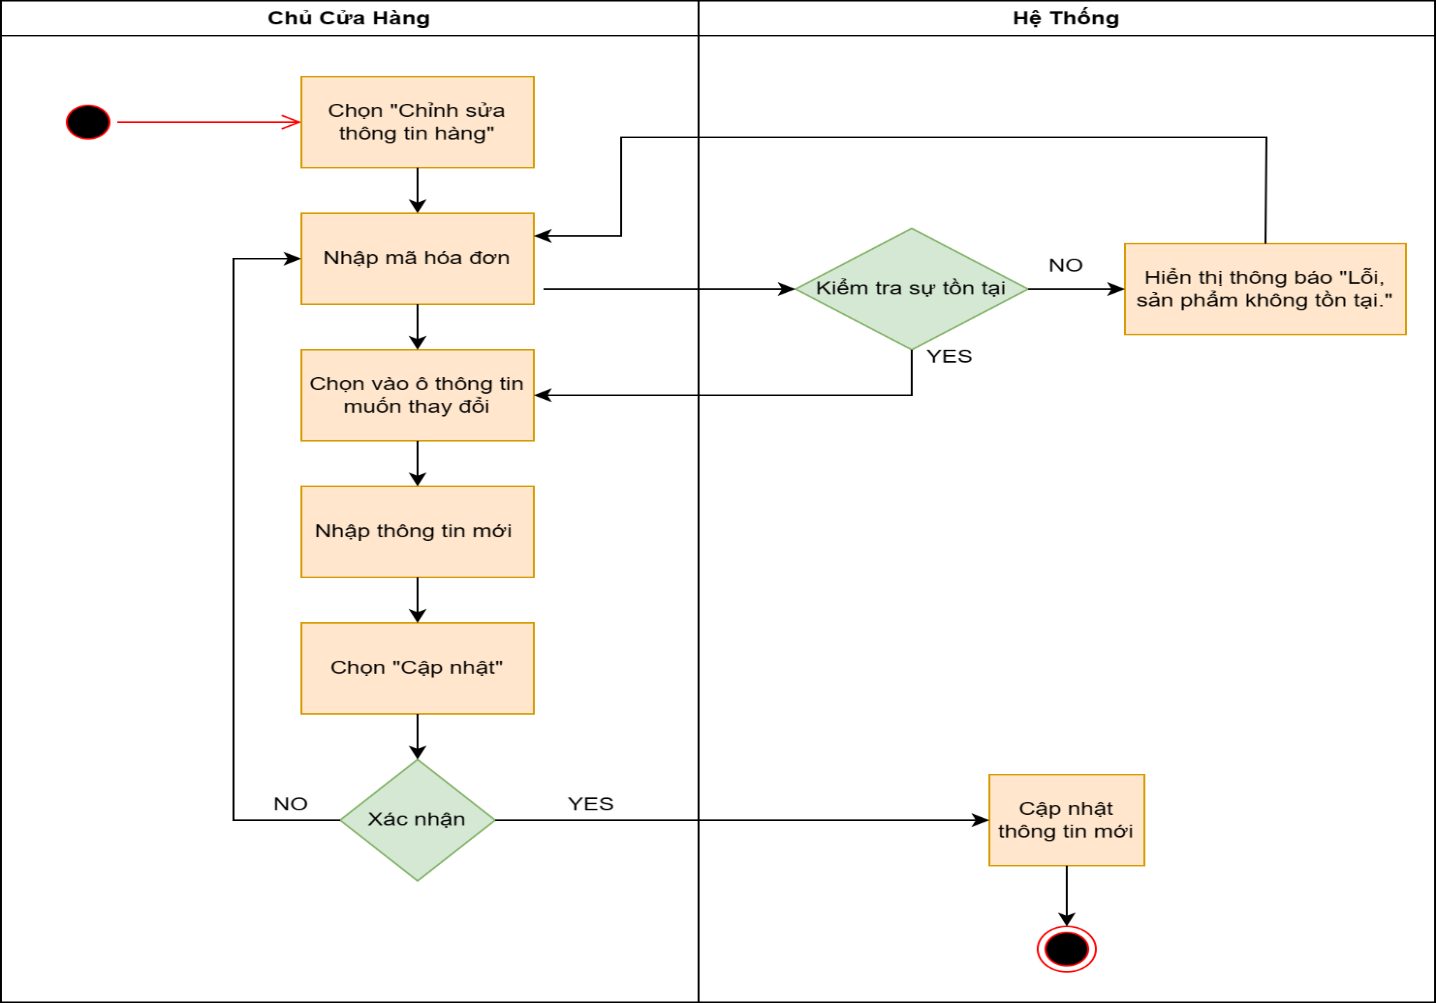 Chủ Cửa Hàng
Hệ Thống
Chọn "Chỉnh sửa
thông tin hàng"
Nhập mã hóa đơn
Kiểm tra sự tồn tại
NO
Hiển thị thông báo "Lỗi,
sản phẩm không tồn tại."
YES
Chọn vào ô thông tin
muốn thay đổi
Nhập thông tin mới
Chọn "Cập nhật"
NO
Xác nhận
YES
Cập nhật
thông tin mới